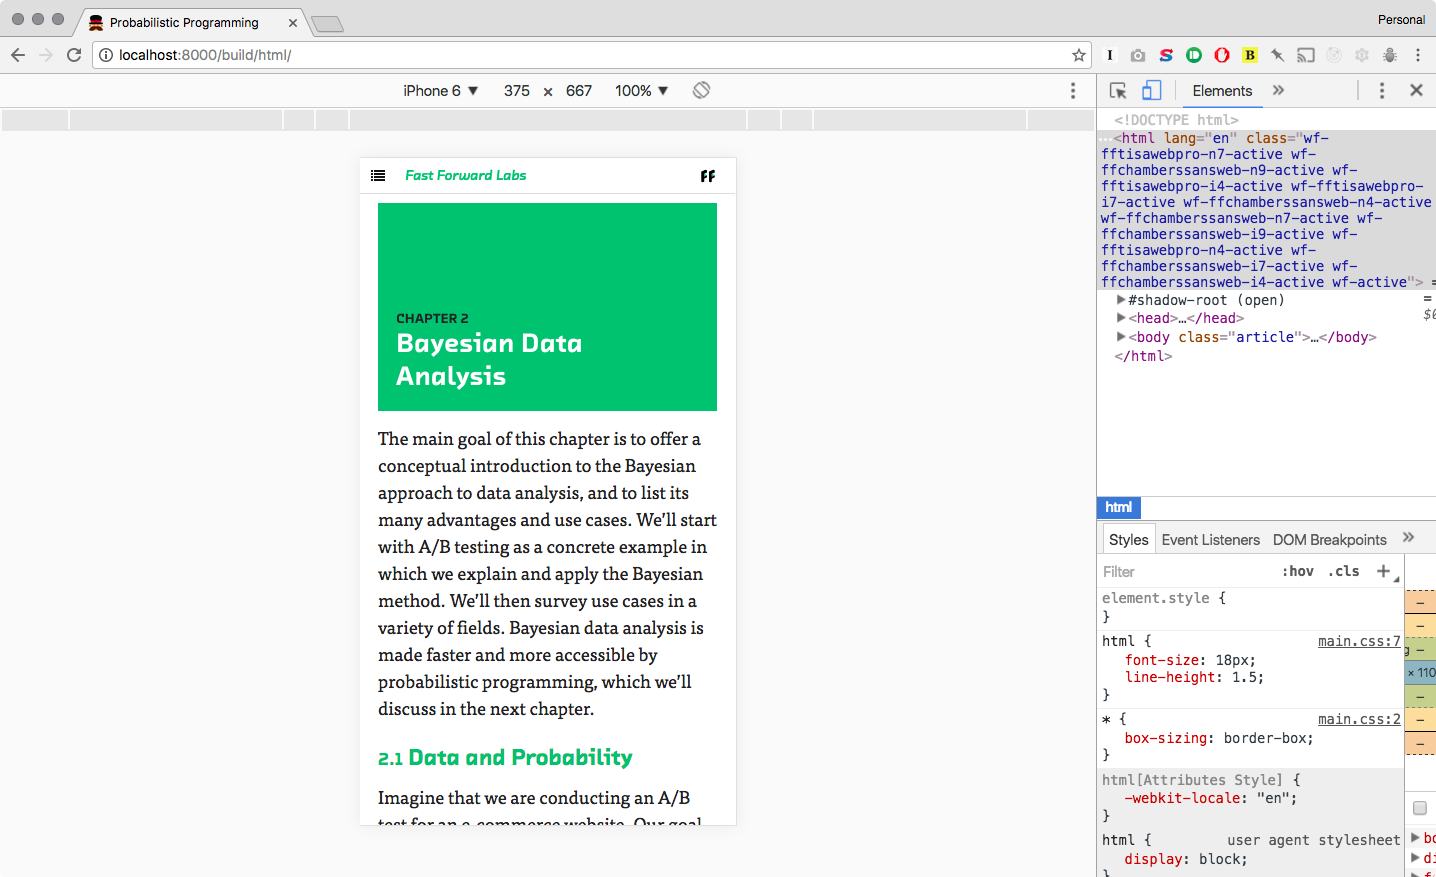 Probabilistic Programming
Personal
localhost:8000/build/html/
iPhone 6 ▼ 375 × 667 100% ▼
Fast Forward Labs
FF
CHAPTER 2
Bayesian Data
Analysis
The main goal of this chapter is to offer a
conceptual introduction to the Bayesian
approach to data analysis, and to list its
many advantages and use cases. We’ll start
with A/B testing as a concrete example in
which we explain and apply the Bayesian
method. We’ll then survey use cases in a
variety of fields. Bayesian data analysis is
made faster and more accessible by
probabilistic programming, which we’ll
discuss in the next chapter.
2.1 Data and Probability
Imagine that we are conducting an A/B
test for an e-commerce website. Our goal
Elements »
<!DOCTYPE html>
…<html lang="en" class="wf-
fftisawebpro-n7-active wf-
ffchamberssansweb-n9-active wf-
fftisawebpro-i4-active wf-fftisawebpro-
i7-active wf-ffchamberssansweb-n4-active
wf-ffchamberssansweb-n7-active wf-
ffchamberssansweb-i9-active wf-
fftisawebpro-n4-active wf-
ffchamberssansweb-i7-active wf-
ffchamberssansweb-i4-active wf-active"> =
▶#shadow-root (open) =
▶<head>…</head>
▶<body class="article">…</body>
</html>
html
Styles Event Listeners DOM Breakpoints »
Filter :hov .cls +
element.style {
}
html { main.css:7
font-size: 18px;
line-height: 1.5;
}
* { main.css:2
box-sizing: border-box;
}
html[Attributes Style] {
-webkit-locale: "en";
}
html { user agent stylesheet
display: block;
}
× 110
▶bo
▶di